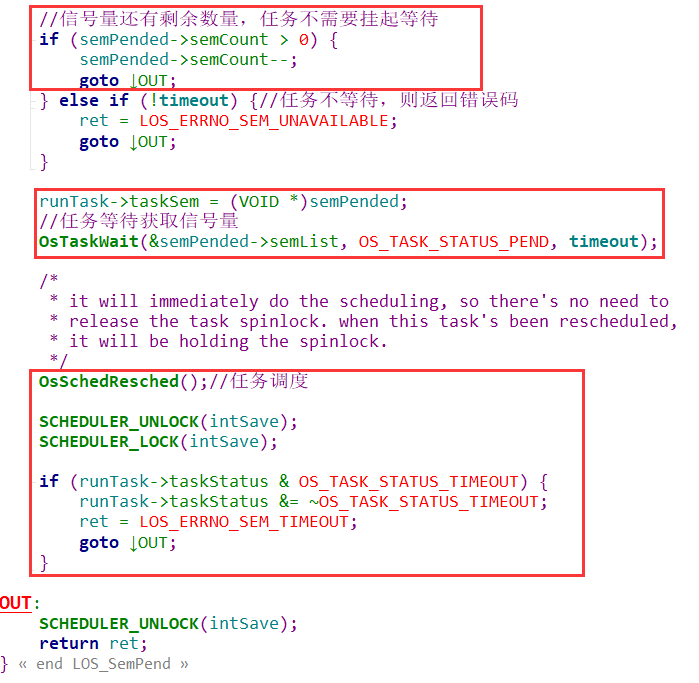 //信号量还有剩余数量，任务不需要挂起等待
if (semPended->semCount > 0) {
    semPended->semCount--;
    goto ↓OUT;
} else if (!timeout) {//任务不等待，则返回错误码
    ret = LOS_ERRNO_SEM_UNAVAILABLE;
    goto ↓OUT;
}
runTask->taskSem = (VOID *)semPended;
//任务等待获取信号量
OsTaskWait(&semPended->semList, OS_TASK_STATUS_PEND, timeout);
/*
 * it will immediately do the scheduling, so there's no need to
 * release the task spinlock. when this task's been rescheduled,
 * it will be holding the spinlock.
 */
OsSchedResched();//任务调度
SCHEDULER_UNLOCK(intSave);
SCHEDULER_LOCK(intSave);
if (runTask->taskStatus & OS_TASK_STATUS_TIMEOUT) {
    runTask->taskStatus &= ~OS_TASK_STATUS_TIMEOUT;
    ret = LOS_ERRNO_SEM_TIMEOUT;
    goto ↓OUT;
}
OUT:
    SCHEDULER_UNLOCK(intSave);
    return ret;
} « end LOS_SemPend »